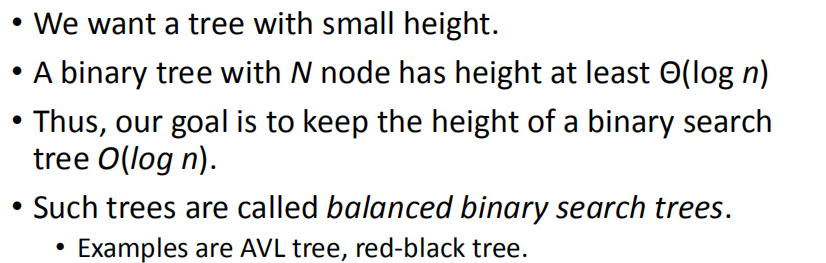 • We want a tree with small height.
• A binary tree with N node has height at least Θ(log n)
• Thus, our goal is to keep the height of a binary search
tree O(log n).
• Such trees are called balanced binary search trees.
• Examples are AVL tree, red-black tree.